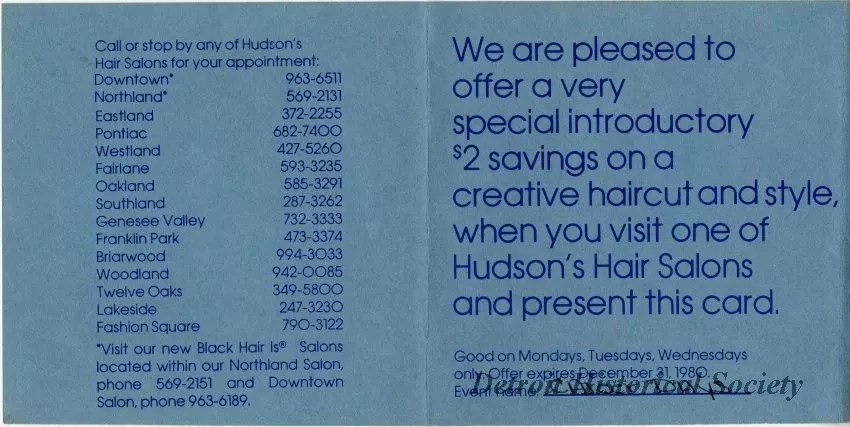 Call or stop by any of Hudson's
Hair Salons for your appointment:
Downtown* 963-6511
Northland* 569-2131
Eastland 372-2255
Pontiac 682-7400
Westland 427-5260
Fairlane 593-3235
Oakland 585-3291
Southland 287-3262
Genesee Valley 732-3333
Franklin Park 473-3374
Briarwood 994-3033
Woodland 942-0085
Twelve Oaks 349-5800
Lakeside 247-3230
Fashion Square 790-3122
*Visit our new Black Hair Is® Salons
located within our Northland Salon,
phone 569-2151 and Downtown
Salon, phone 963-6189.
We are pleased to
offer a very
special introductory
$2 savings on a
creative haircut and style,
when you visit one of
Hudson's Hair Salons
and present this card.
Good on Mondays, Tuesdays, Wednesdays
only. Offer expires December 31, 1980.
Event name:
Detroit Historical Society